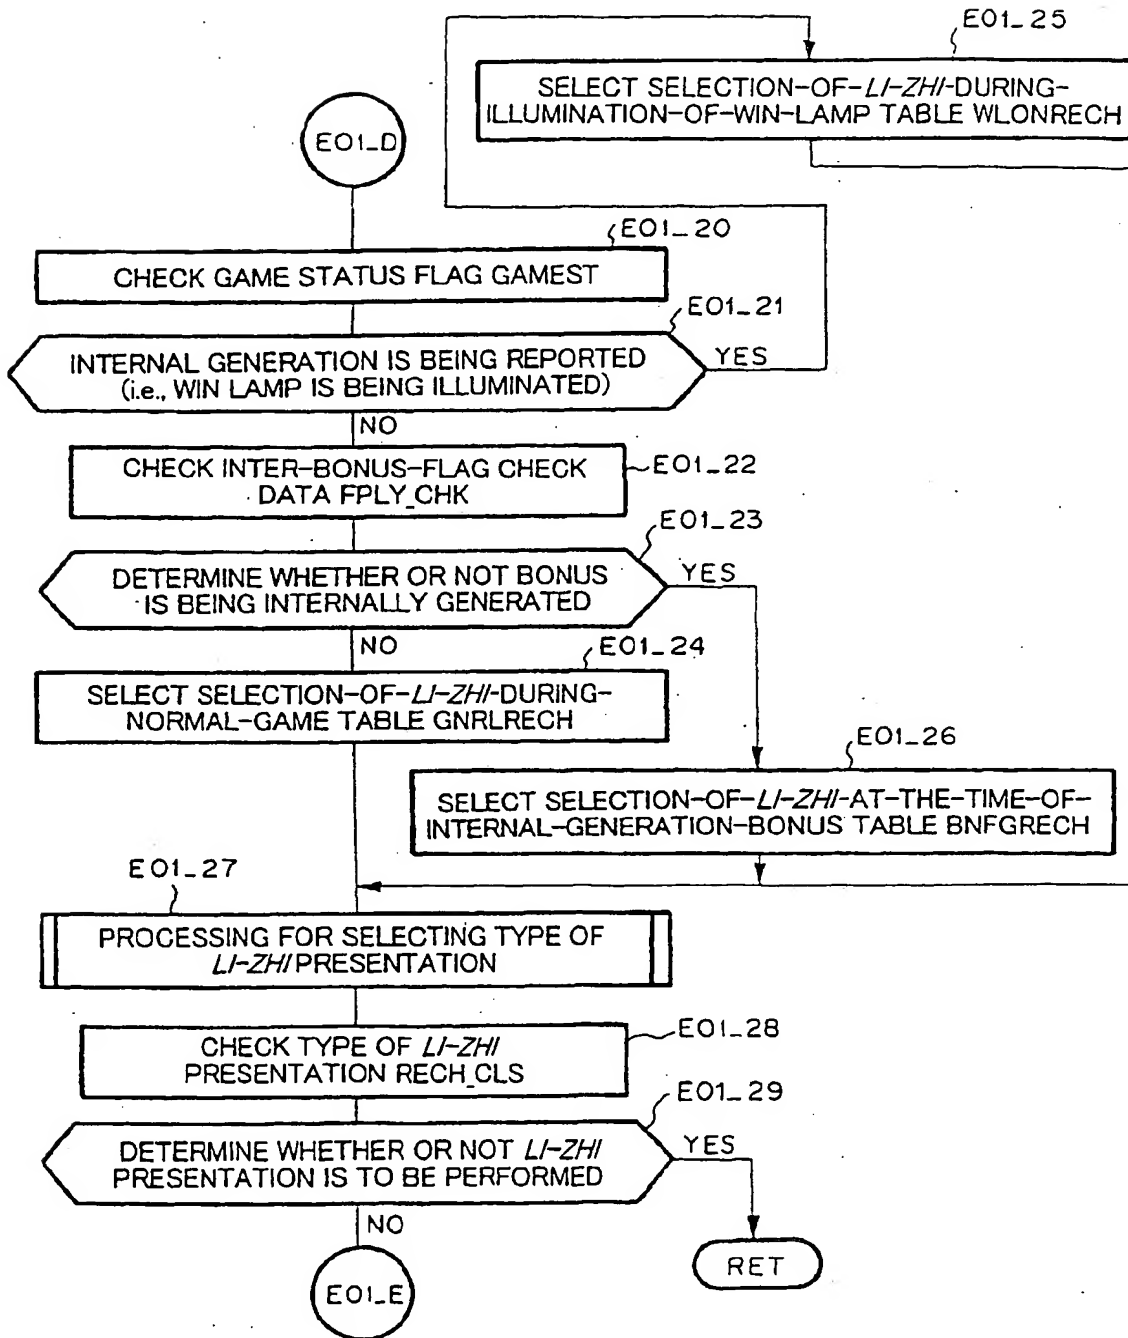 E01_25
SELECT SELECTION-OF-LI-ZHI-DURING-
ILLUMINATION-OF-WIN-LAMP TABLE WLONRECH
E01_D
E01_20
CHECK GAME STATUS FLAG GAMEST
E01_21
INTERNAL GENERATION IS BEING REPORTED
(i.e., WIN LAMP IS BEING ILLUMINATED)
YES
NO
E01_22
CHECK INTER-BONUS-FLAG CHECK
DATA FPLY_CHK
E01_23
DETERMINE WHETHER OR NOT BONUS
IS BEING INTERNALLY GENERATED
YES
NO
E01_24
SELECT SELECTION-OF-LI-ZHI-DURING-
NORMAL-GAME TABLE GNRLRECH
E01_26
SELECT SELECTION-OF-LI-ZHI-AT-THE-TIME-OF-
INTERNAL-GENERATION-BONUS TABLE BNFGRECH
E01_27
PROCESSING FOR SELECTING TYPE OF
LI-ZHI PRESENTATION
E01_28
CHECK TYPE OF LI-ZHI
PRESENTATION RECH_CLS
E01_29
DETERMINE WHETHER OR NOT LI-ZHI
PRESENTATION IS TO BE PERFORMED
YES
NO
RET
E01_E